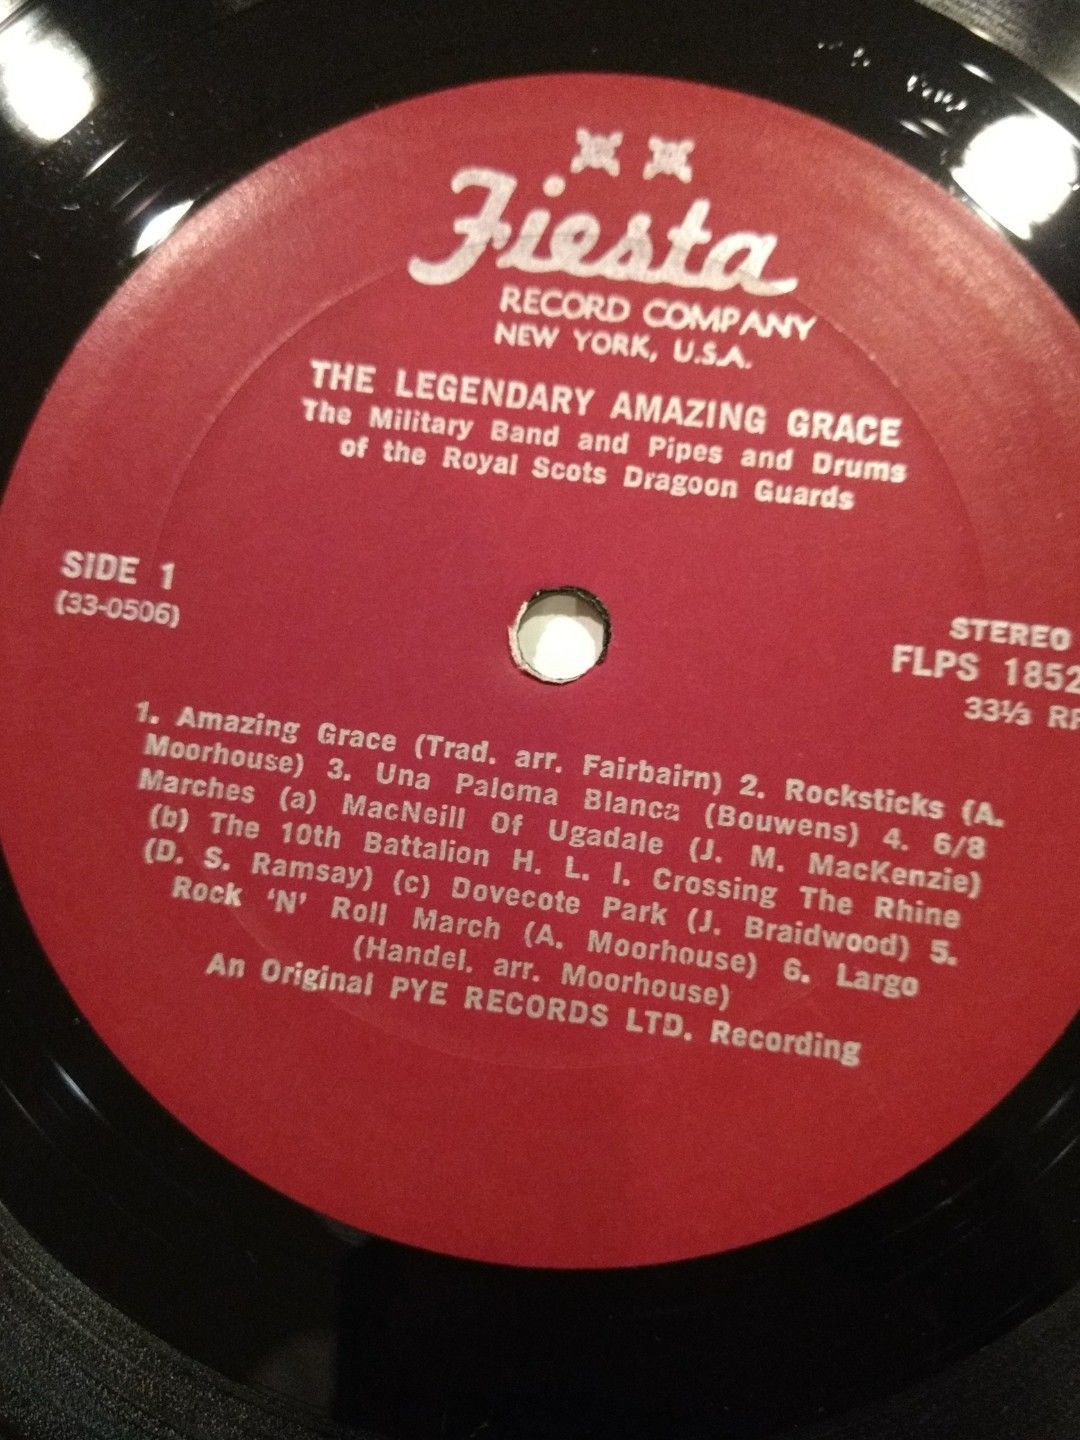 Fiesta
RECORD COMPANY
NEW YORK, U.S.A.
THE LEGENDARY AMAZING GRACE
The Military Band and Pipes and Drums
of the Royal Scots Dragoon Guards
SIDE 1
(33-0506)
STEREO
FLPS 1852
33⅓ RP
1. Amazing Grace (Trad. arr. Fairbairn) 2. Rocksticks (A.
Moorhouse) 3. Una Paloma Blanca (Bouwens) 4. 6/8
Marches (a) MacNeill Of Ugadale (J. M. MacKenzie)
(b) The 10th Battalion H. L. I. Crossing The Rhine
(D. S. Ramsay) (c) Dovecote Park (J. Braidwood) 5.
Rock 'N' Roll March (A. Moorhouse) 6. Largo
(Handel. arr. Moorhouse)
An Original PYE RECORDS LTD. Recording